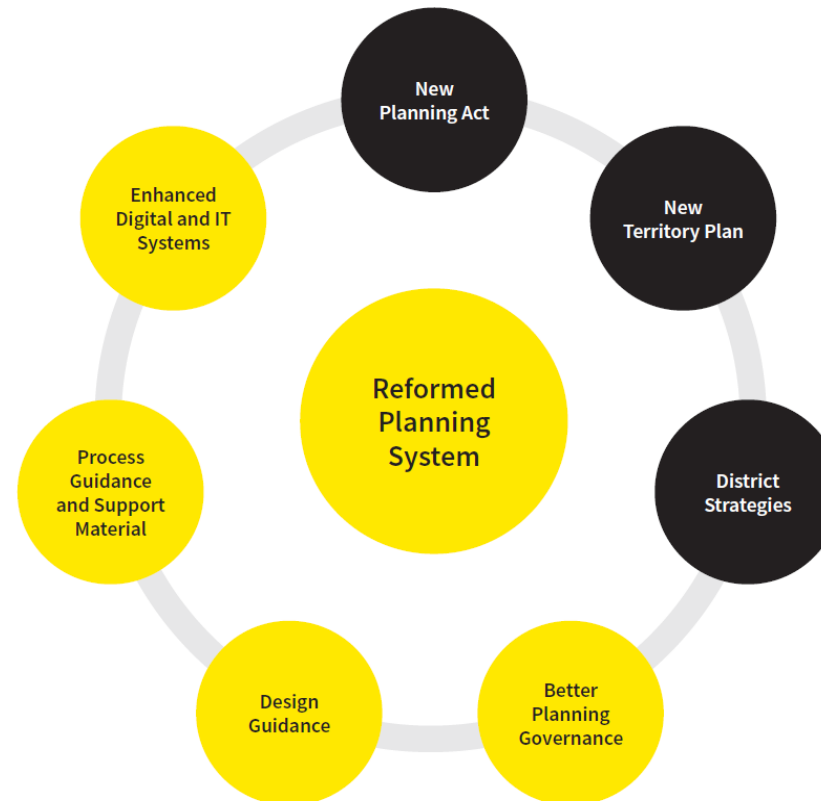 New
Planning Act
New
Territory Plan
District
Strategies
Better
Planning
Governance
Design
Guidance
Process
Guidance
and Support
Material
Enhanced
Digital and IT
Systems
Reformed
Planning
System